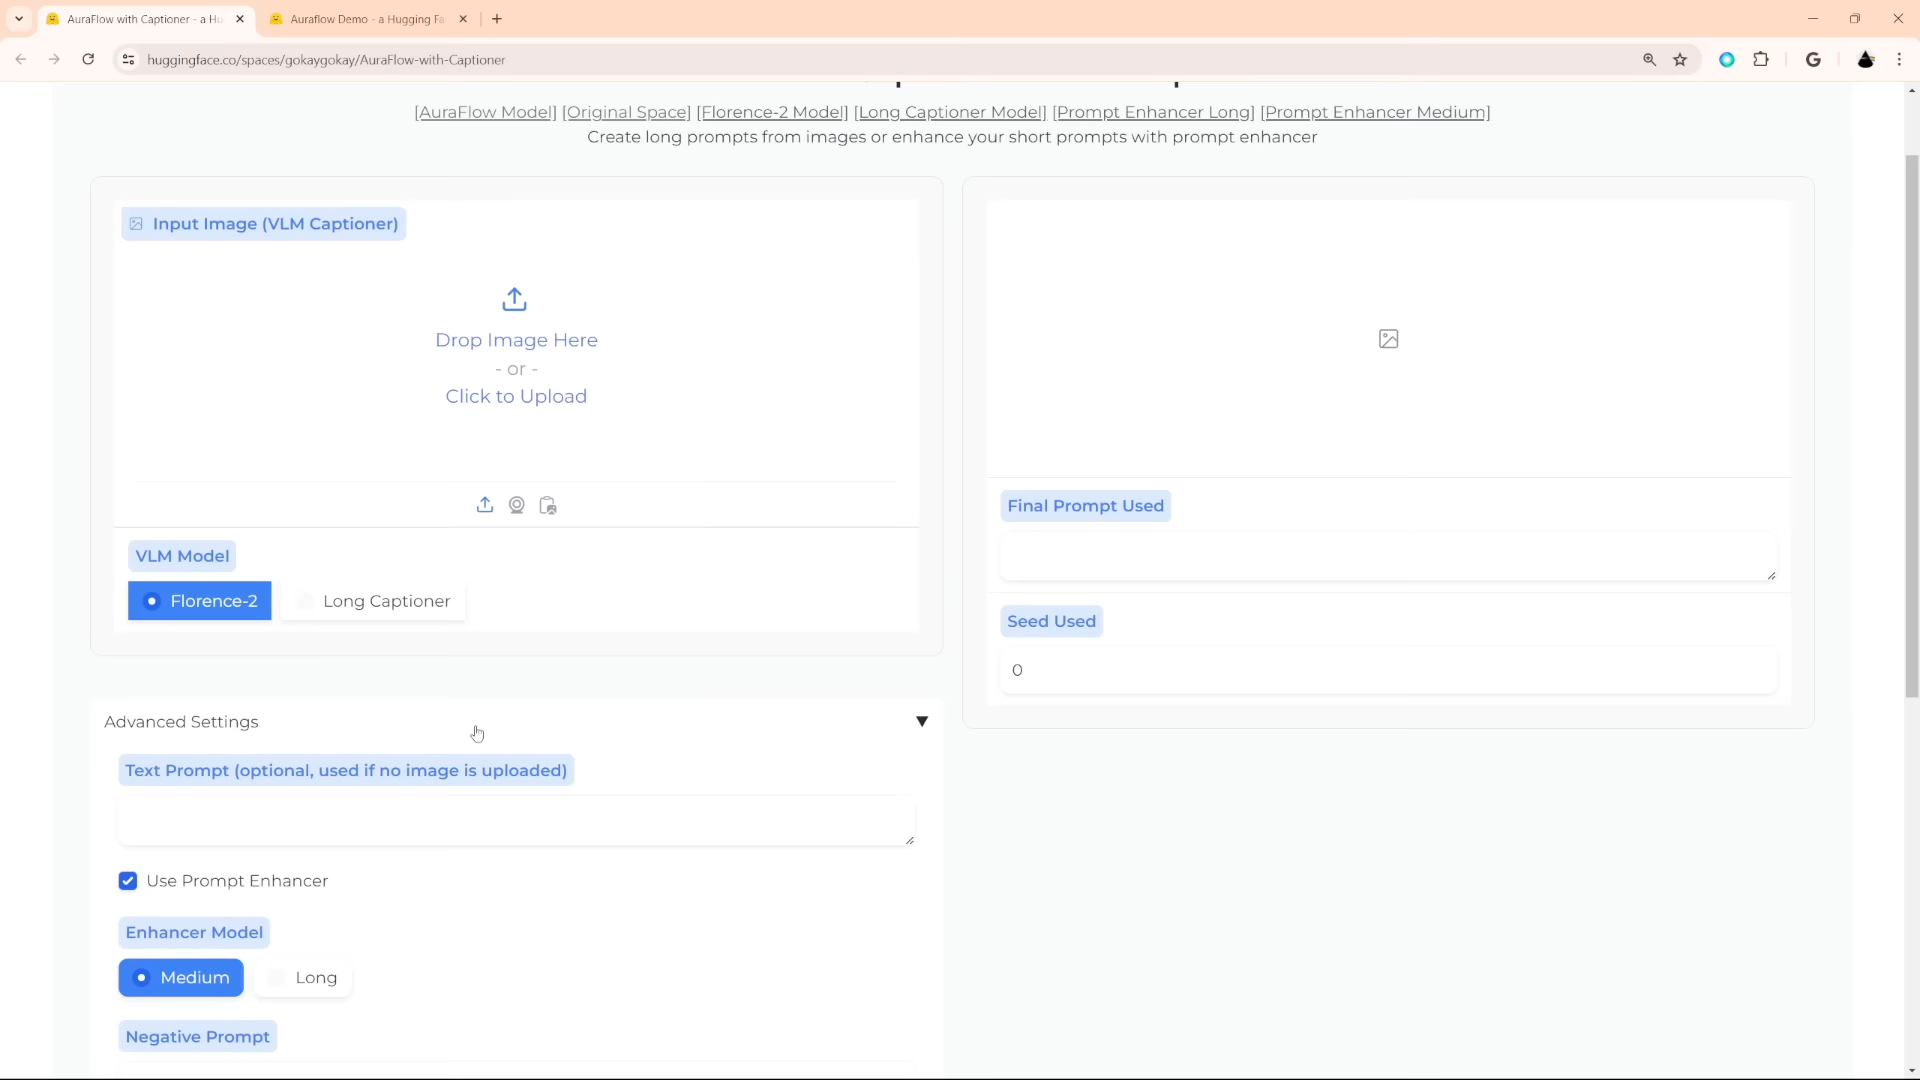 AuraFlow with Captioner - a Hu
Auraflow Demo - a Hugging Fa
huggingface.co/spaces/gokaygokay/AuraFlow-with-Captioner
[AuraFlow Model] [Original Space] [Florence-2 Model] [Long Captioner Model] [Prompt Enhancer Long] [Prompt Enhancer Medium]
Create long prompts from images or enhance your short prompts with prompt enhancer
Input Image (VLM Captioner)
Drop Image Here
- or -
Click to Upload
VLM Model
Florence-2
Long Captioner
Final Prompt Used
Seed Used
0
Advanced Settings
Text Prompt (optional, used if no image is uploaded)
Use Prompt Enhancer
Enhancer Model
Medium
Long
Negative Prompt